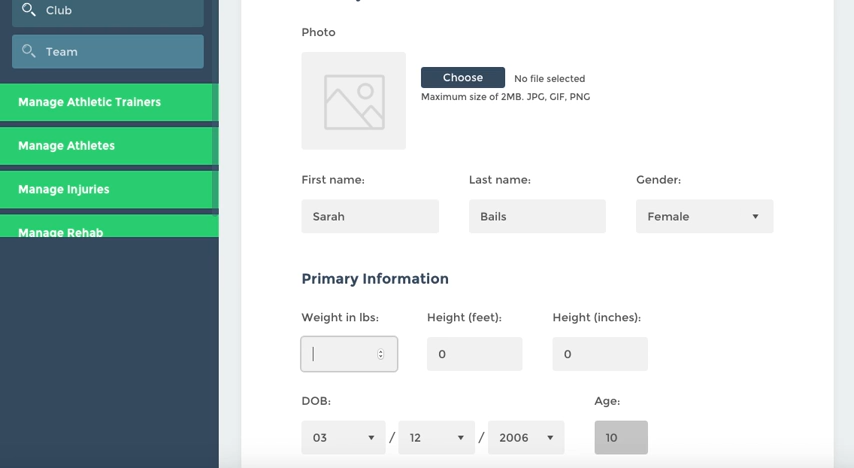 Club
Team
Manage Athletic Trainers
Manage Athletes
Manage Injuries
Manage Rehab
Photo
Choose No file selected
Maximum size of 2MB. JPG, GIF, PNG
First name: Last name: Gender:
Sarah Bails Female
Primary Information
Weight in lbs: Height (feet): Height (inches):
0 0
DOB: Age:
03 / 12 / 2006 10